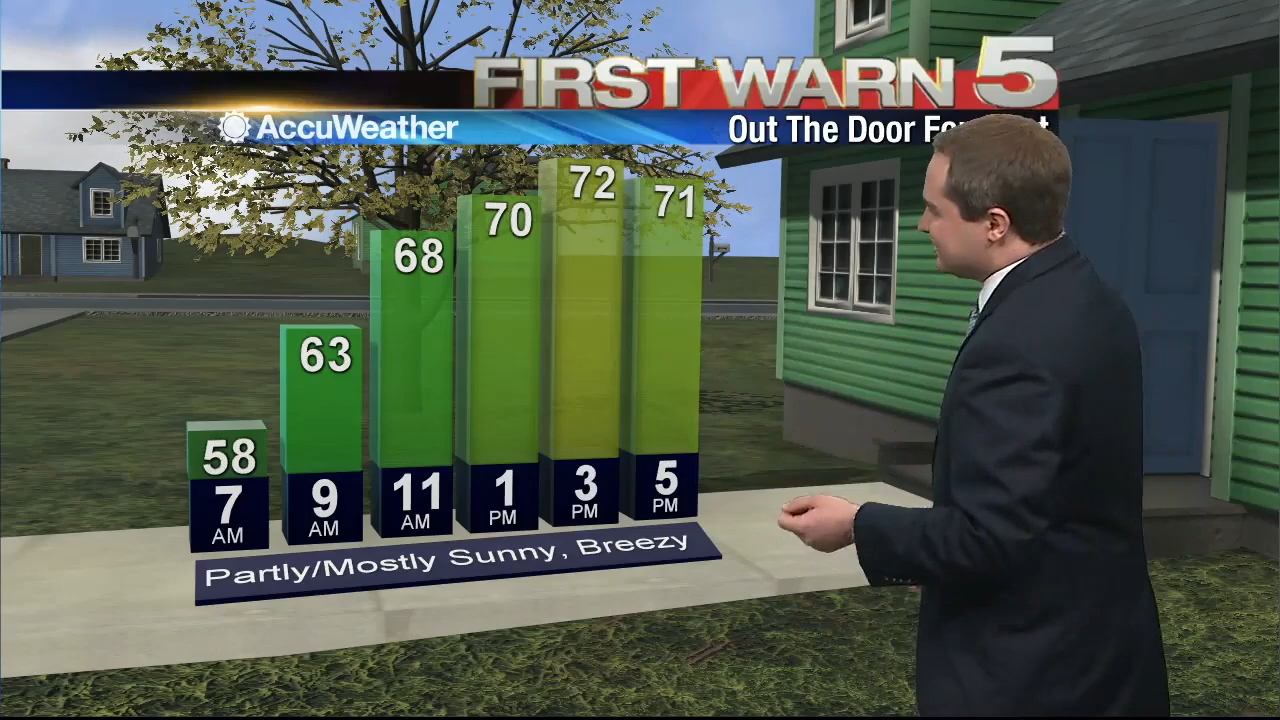 FIRST WARN 5
AccuWeather
Out The Door
72
71
70
68
63
58
7 AM
9 AM
11 AM
1 PM
3 PM
5 PM
Partly/Mostly Sunny, Breezy